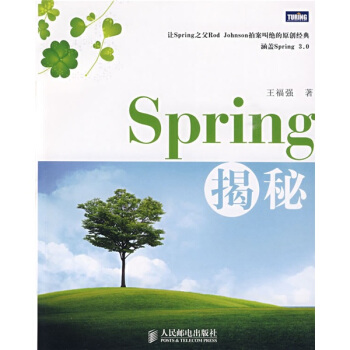 TURING
让Spring之父Rod Johnson拍案叫绝的原创经典
涵盖Spring 3.0
王福强 著
Spring
揭秘
人民邮电出版社
POSTS & TELECOM PRESS